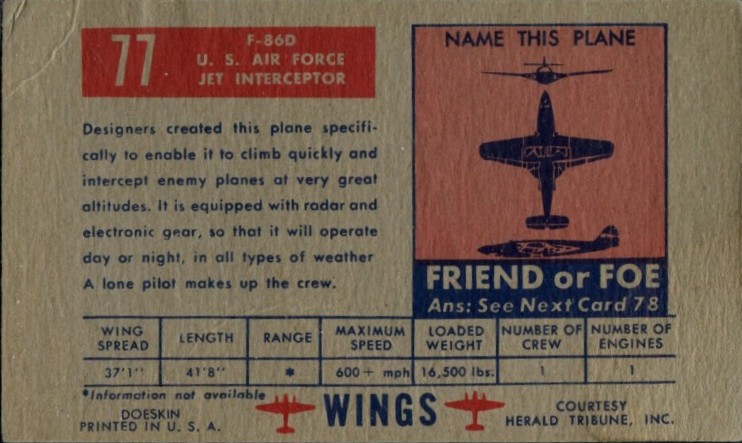 77
F-86D
U. S. AIR FORCE
JET INTERCEPTOR
Designers created this plane specifi-
cally to enable it to climb quickly and
intercept enemy planes at very great
altitudes. It is equipped with radar and
electronic gear, so that it will operate
day or night, in all types of weather
A lone pilot makes up the crew.
NAME THIS PLANE
FRIEND or FOE
Ans: See Next Card 78
WING SPREAD | LENGTH | RANGE | MAXIMUM SPEED | LOADED WEIGHT | NUMBER OF CREW | NUMBER OF ENGINES
37'1" | 41'8" | * | 600+ mph | 16,500 lbs. | 1 | 1
*Information not available
DOESKIN
PRINTED IN U. S. A.
WINGS
COURTESY
HERALD TRIBUNE, INC.